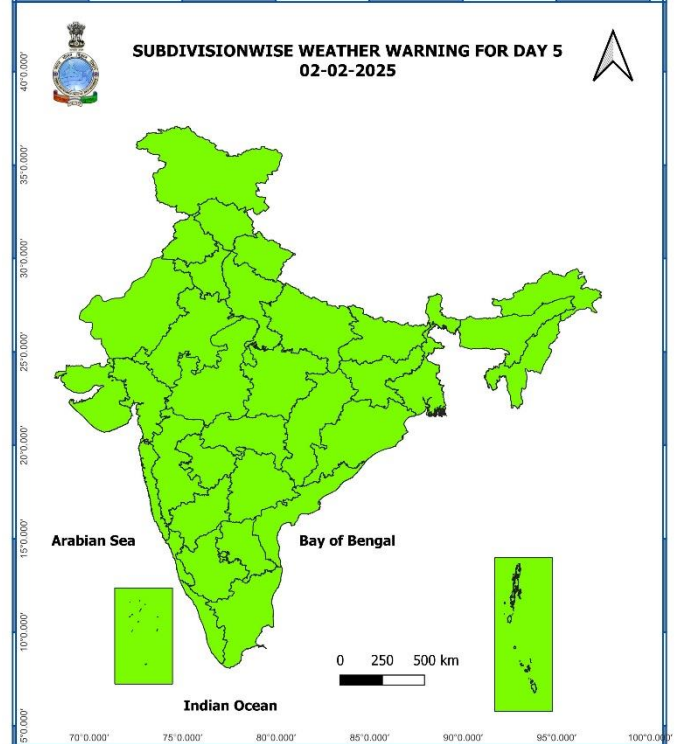 SUBDIVISIONWISE WEATHER WARNING FOR DAY 5
02-02-2025
40°0.000'
35°0.000'
30°0.000'
25°0.000'
20°0.000'
15°0.000'
10°0.000'
5°0.000'
Arabian Sea
Bay of Bengal
0 250 500 km
Indian Ocean
70°0.000' 75°0.000' 80°0.000' 85°0.000' 90°0.000' 95°0.000' 100°0.000'